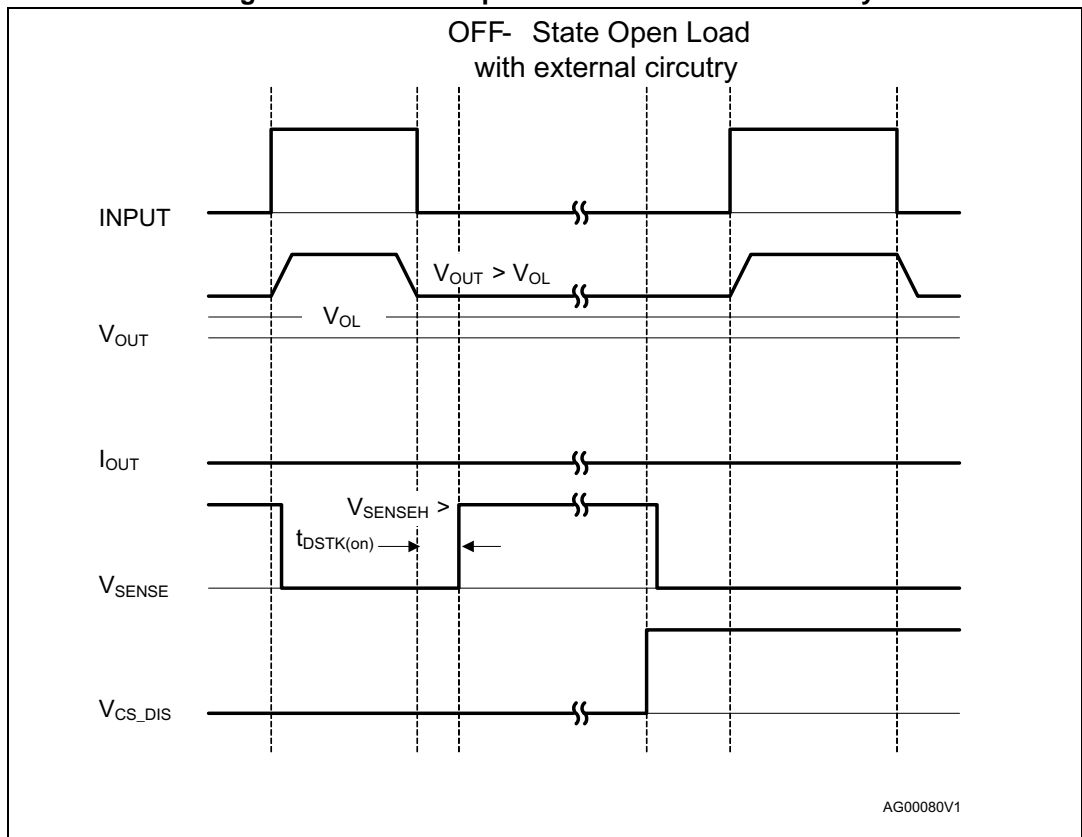 OFF- State Open Load
with external circutry
INPUT
V_OUT > V_OL
V_OL
V_OUT
I_OUT
V_SENSEH >
t_DSTK(on)
V_SENSE
V_CS_DIS
AG00080V1